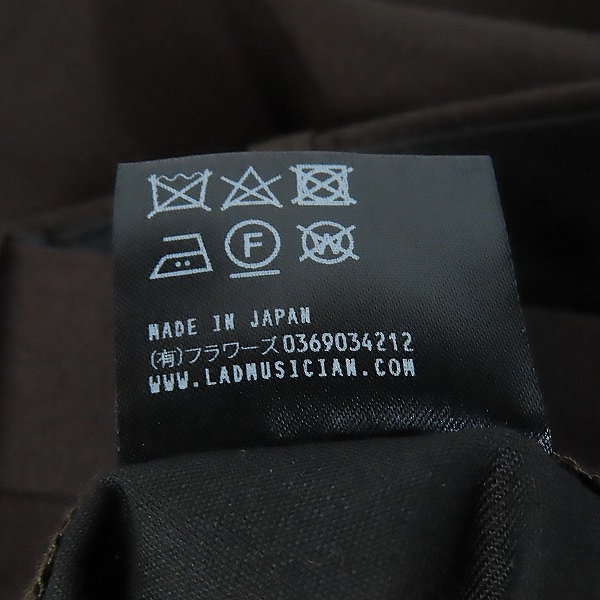 F W
MADE IN JAPAN
(有)フラワーズ0369034212
WWW.LADMUSICIAN.COM